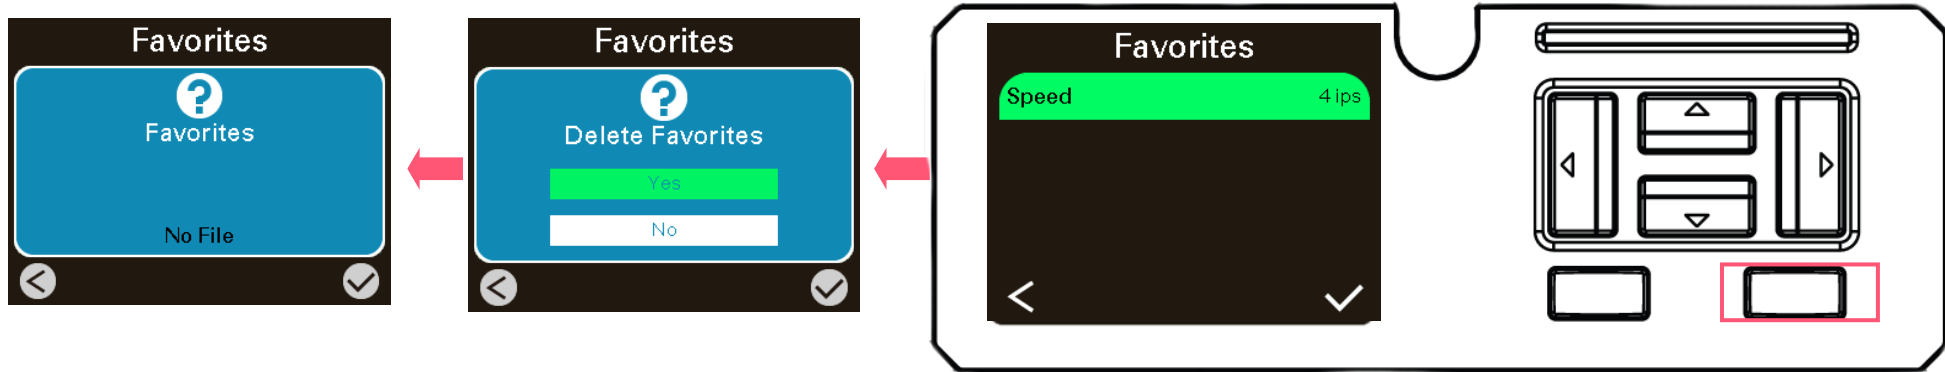 Favorites
?
Favorites
No File
Favorites
?
Delete Favorites
Yes
No
Favorites
Speed 4 ips